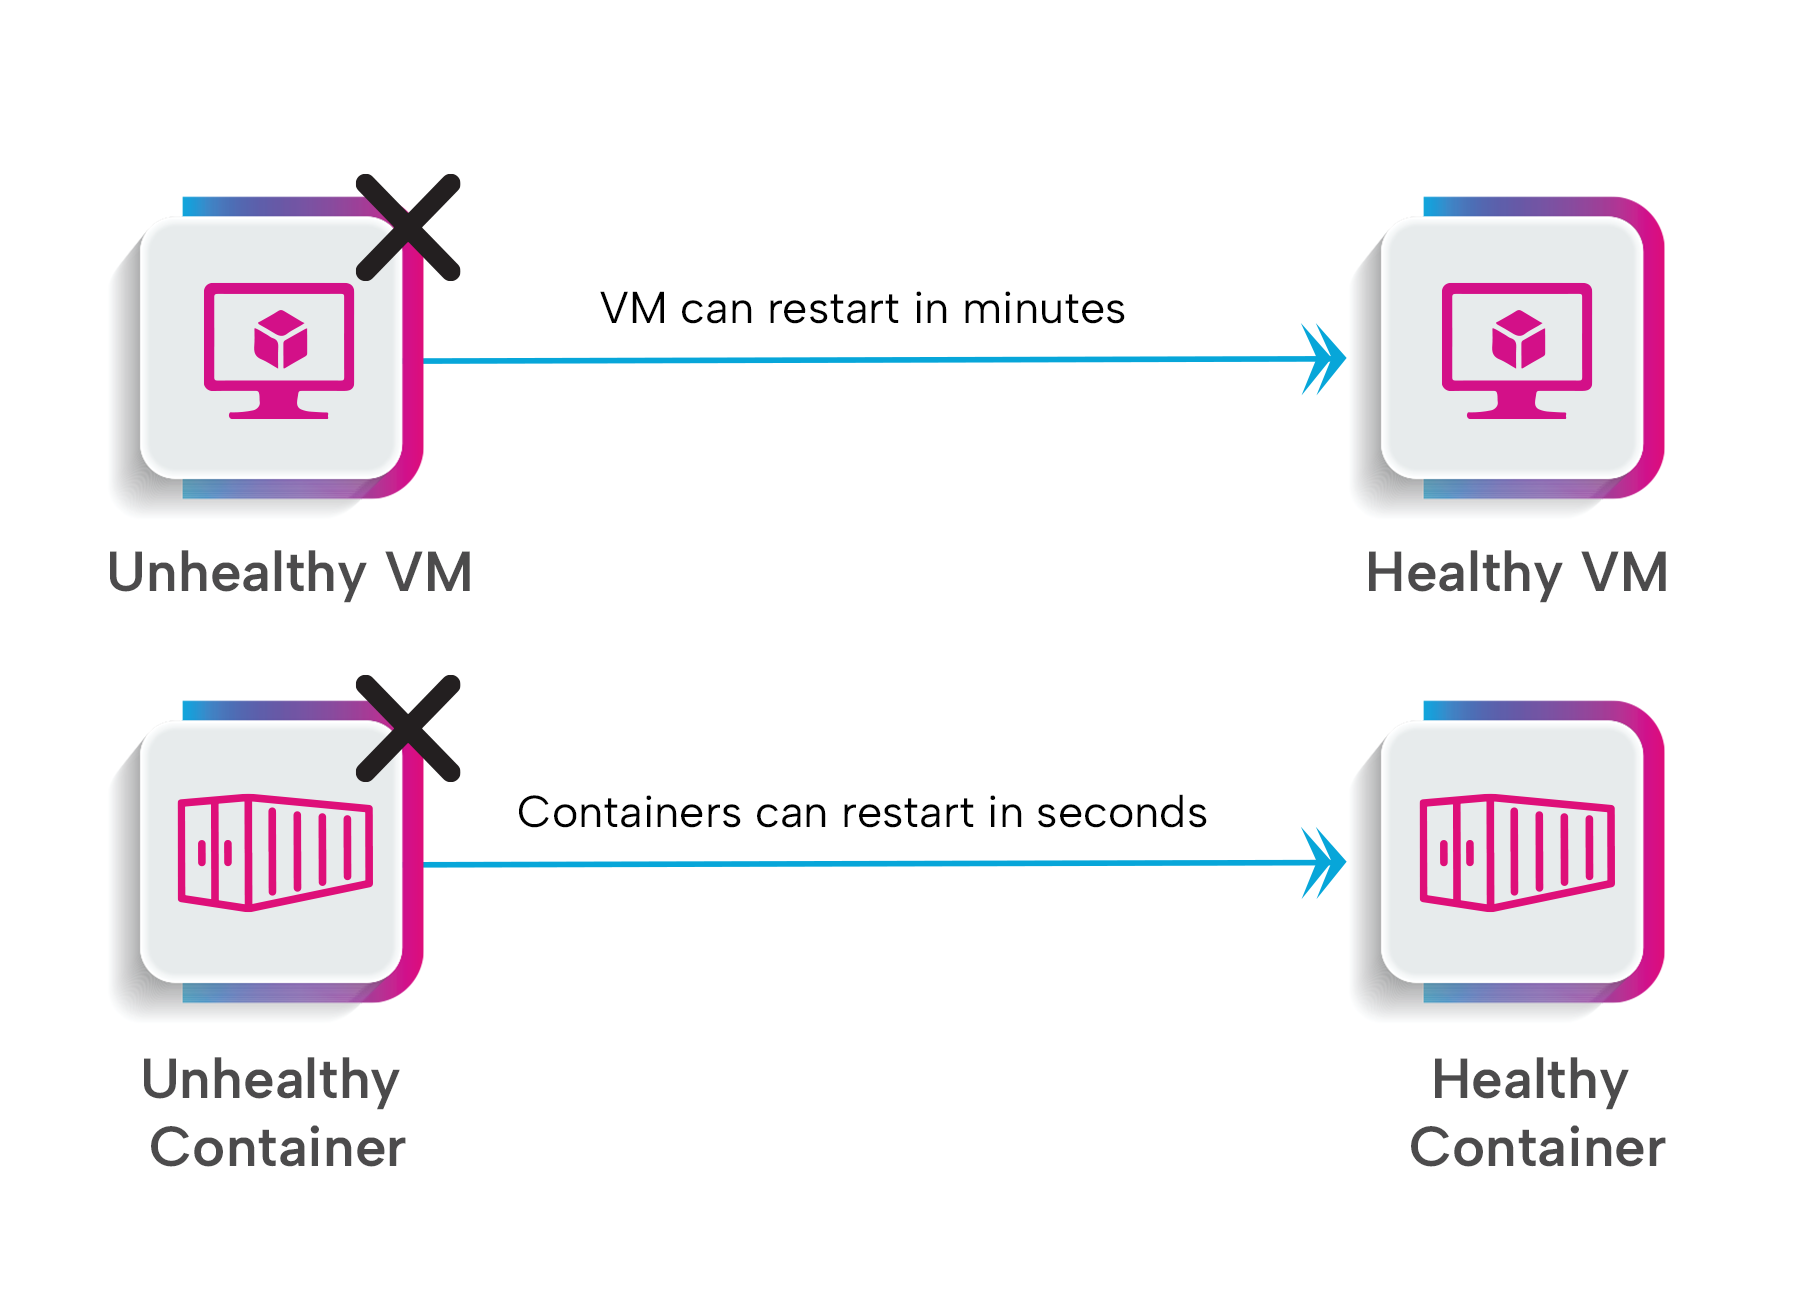 VM can restart in minutes
Unhealthy VM
Healthy VM
Containers can restart in seconds
Unhealthy
Container
Healthy
Container